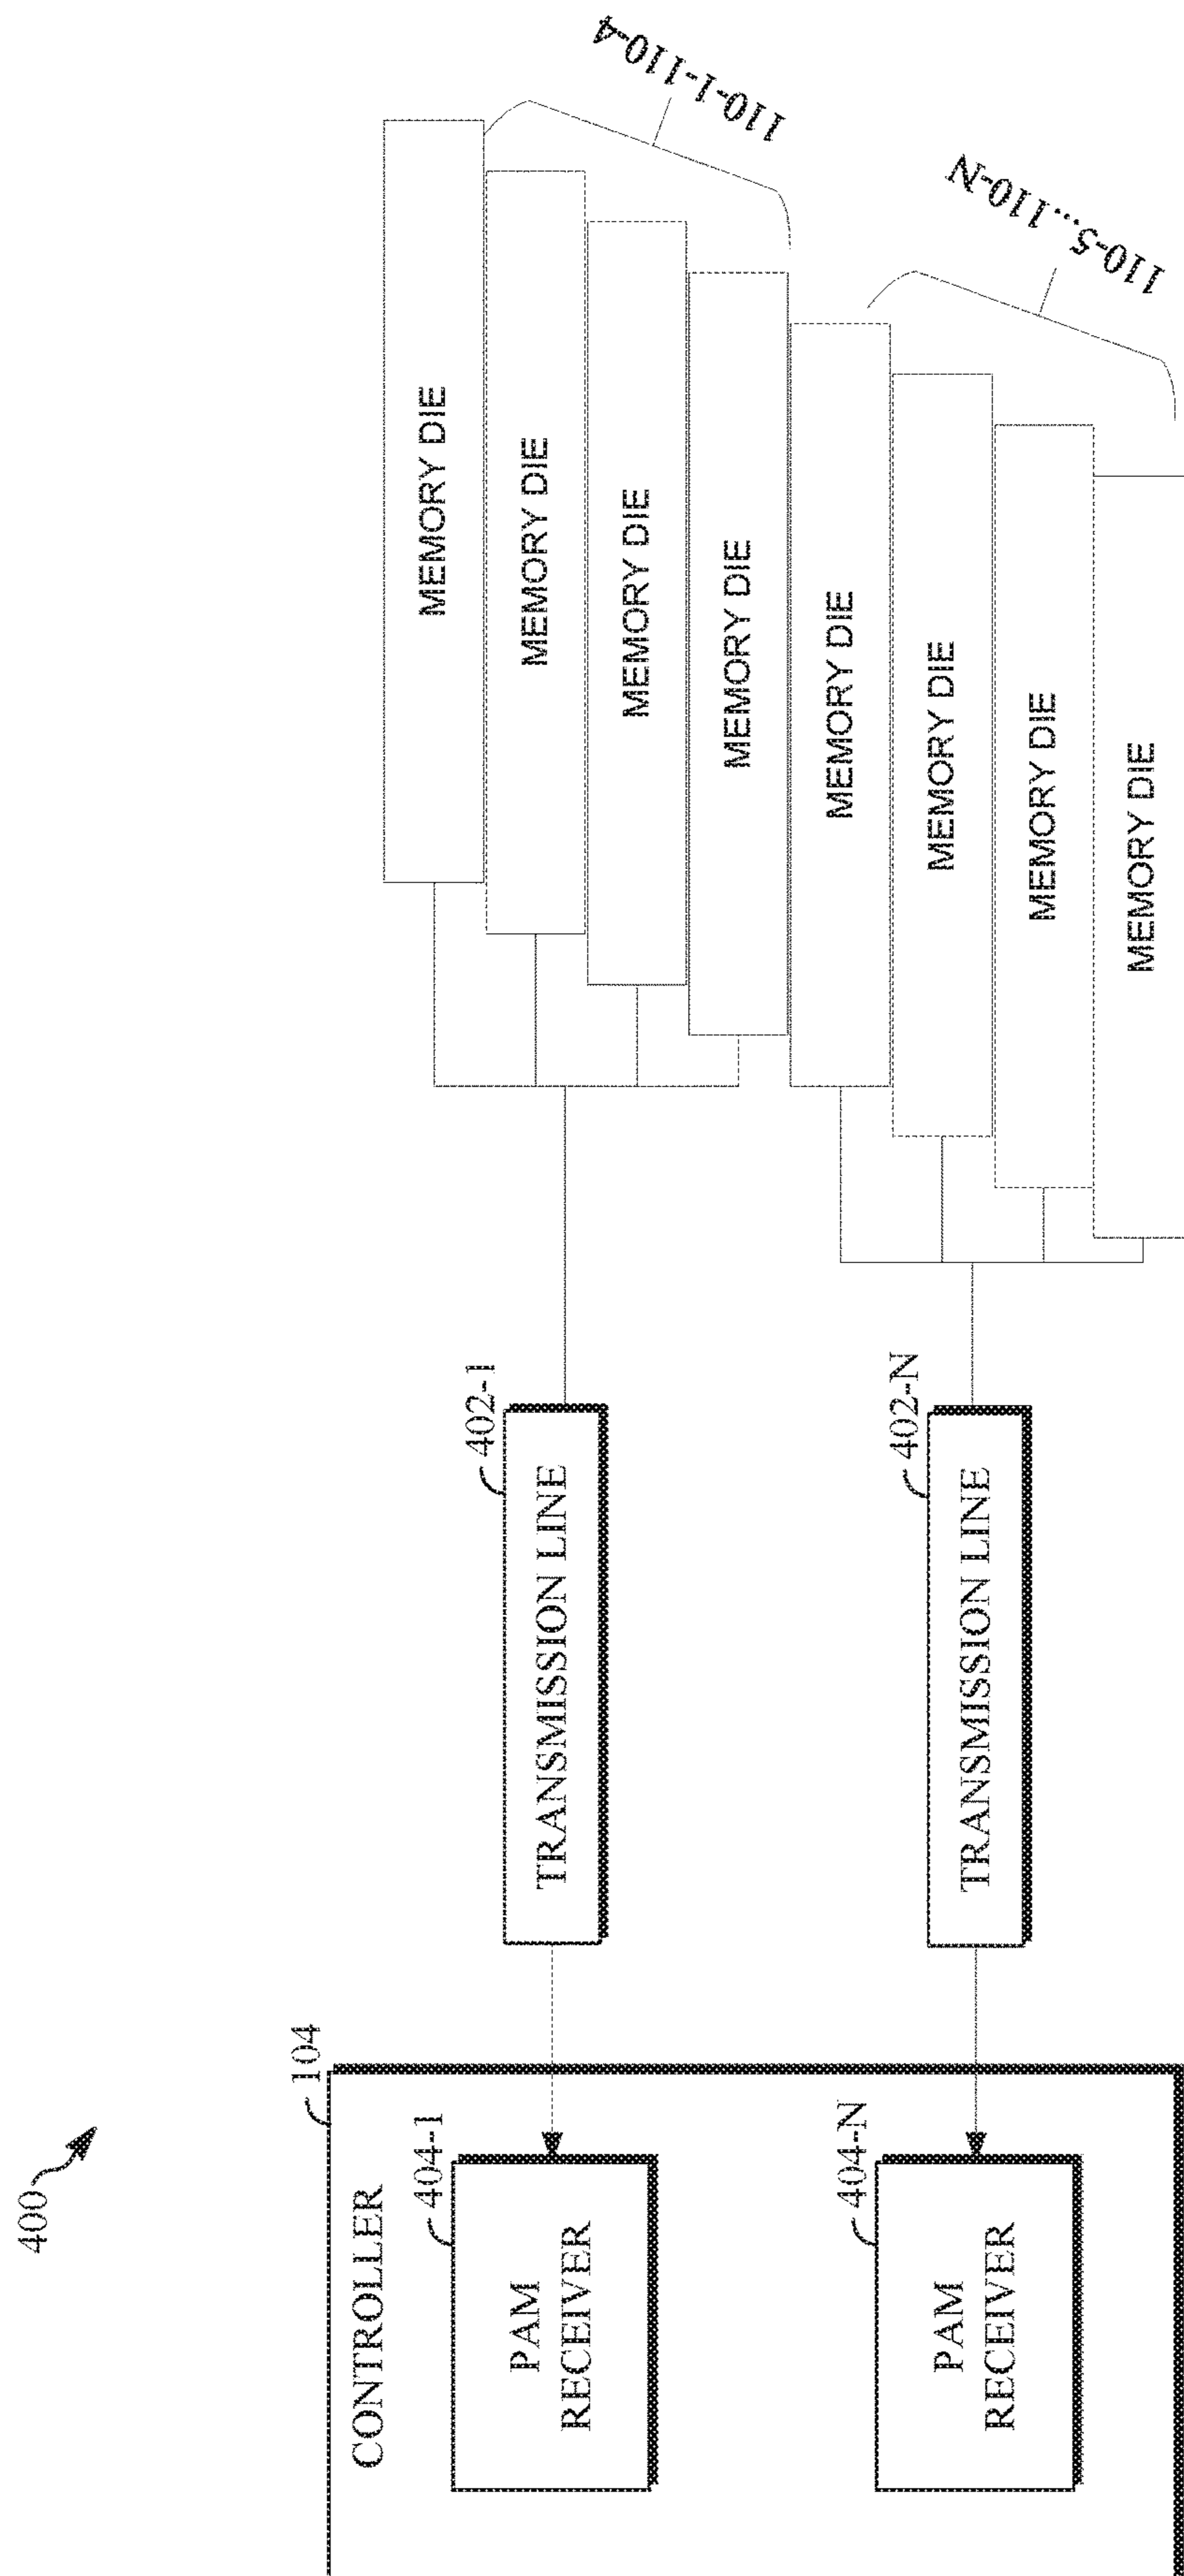 400
CONTROLLER
104
PAM
RECEIVER
404-1
PAM
RECEIVER
404-N
TRANSMISSION LINE
402-1
TRANSMISSION LINE
402-N
MEMORY DIE
MEMORY DIE
MEMORY DIE
MEMORY DIE
MEMORY DIE
MEMORY DIE
MEMORY DIE
MEMORY DIE
110-1-110-4
110-5...110-N